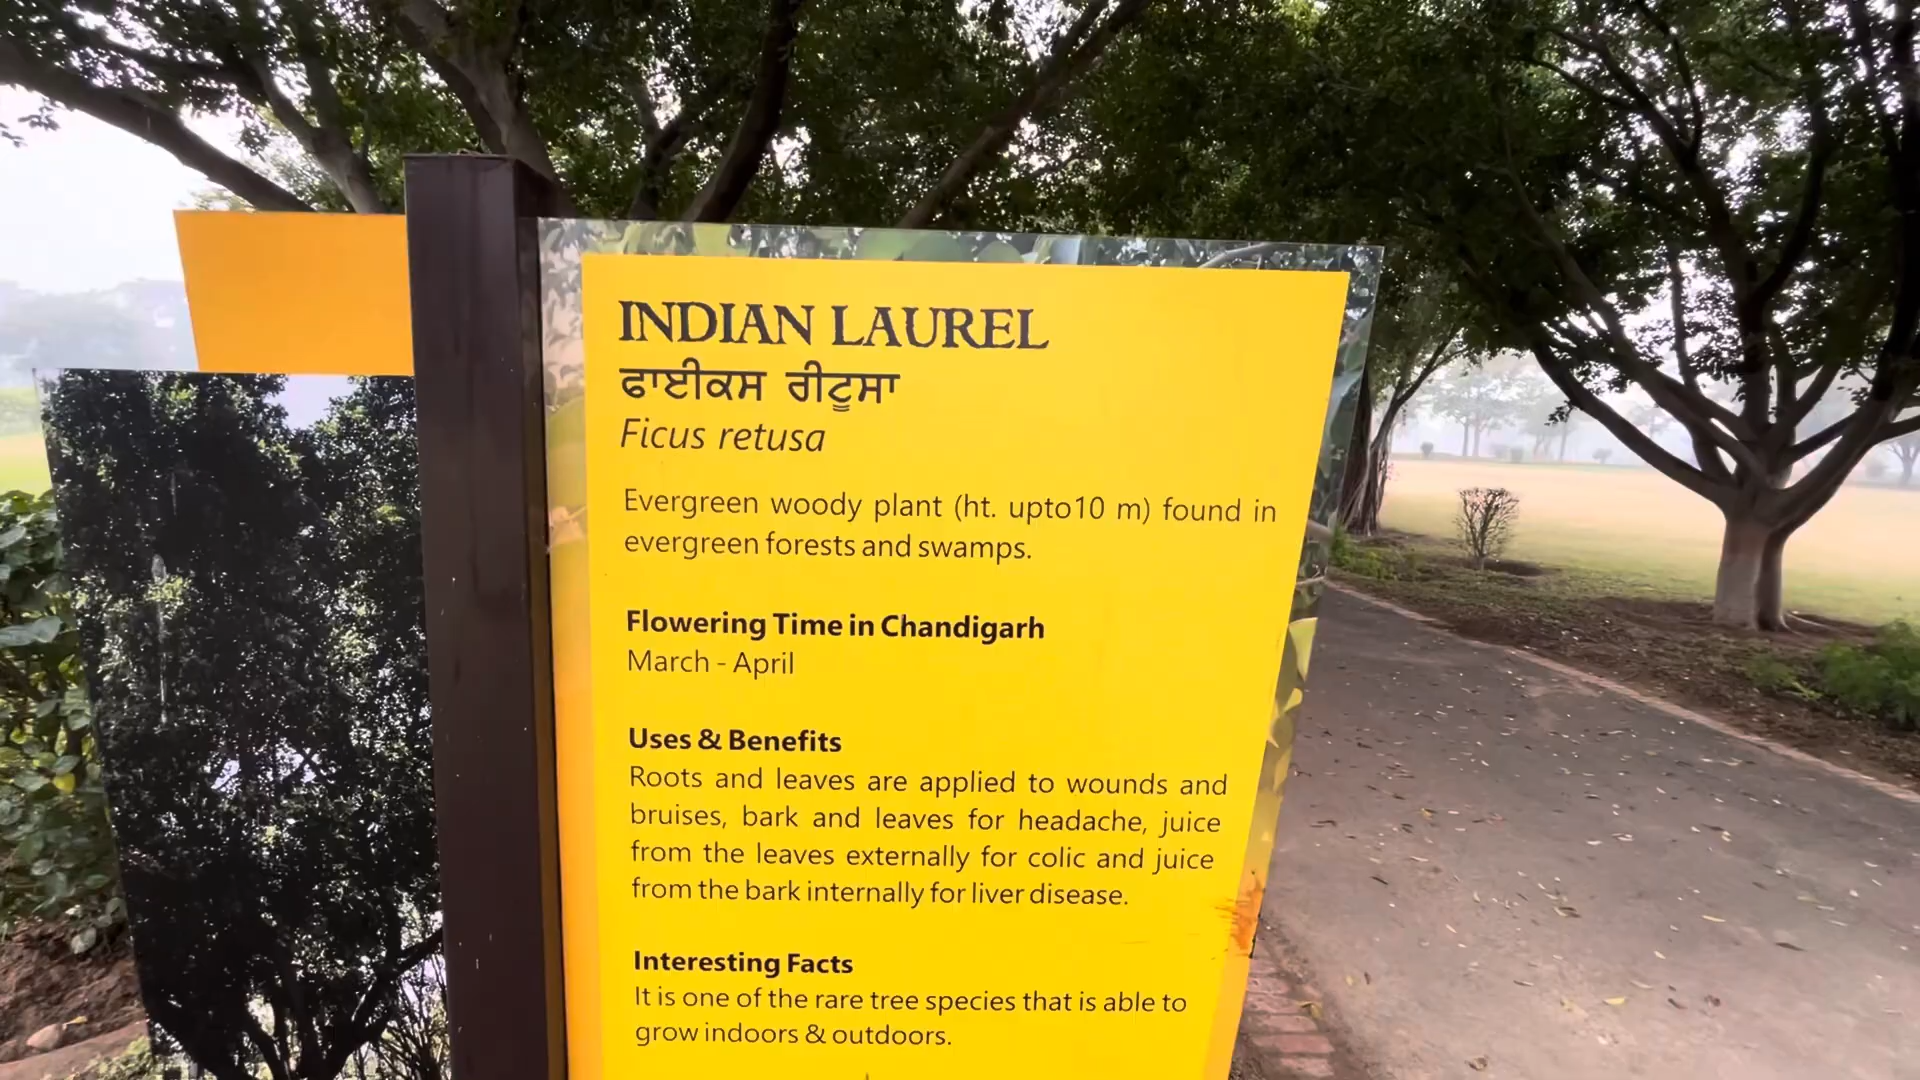 INDIAN LAUREL
ਫਾਈਕਸ ਰੀਟੂਸਾ
Ficus retusa
Evergreen woody plant (ht. upto10 m) found in
evergreen forests and swamps.
Flowering Time in Chandigarh
March - April
Uses & Benefits
Roots and leaves are applied to wounds and
bruises, bark and leaves for headache, juice
from the leaves externally for colic and juice
from the bark internally for liver disease.
Interesting Facts
It is one of the rare tree species that is able to
grow indoors & outdoors.